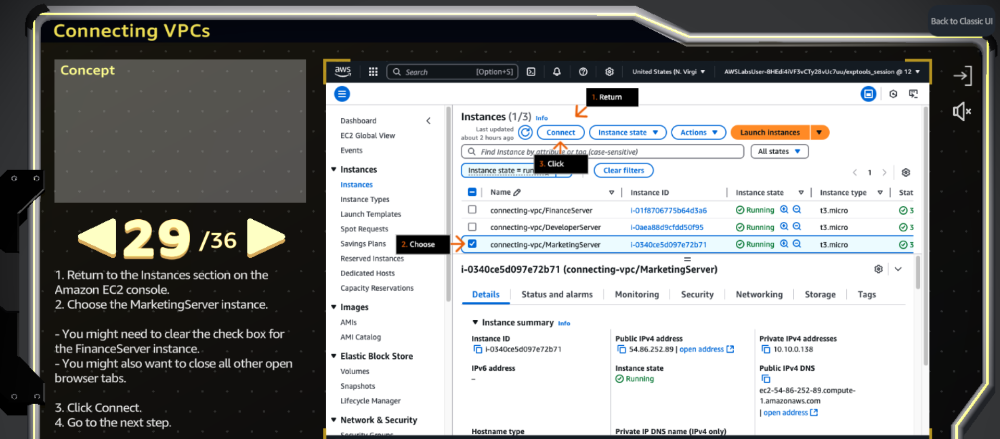 Back to Classic UI
Connecting VPCs
Concept
29 /36
1. Return to the Instances section on the
Amazon EC2 console.
2. Choose the MarketingServer instance.
- You might need to clear the check box for
the FinanceServer instance.
- You might also want to close all other open
browser tabs.
3. Click Connect.
4. Go to the next step.
aws
Search [Option+S]
United States (N. Virgi
AWSLabsUser-8HEdi4iVF3vCTy28vUc7uu/exptools_session @ 12
1. Return
Dashboard
EC2 Global View
Events
Instances
Instances
Instance Types
Launch Templates
Spot Requests
Savings Plans
Reserved Instances
Dedicated Hosts
Capacity Reservations
Images
AMIs
AMI Catalog
Elastic Block Store
Volumes
Snapshots
Lifecycle Manager
Network & Security
Security Groups
Instances (1/3) Info
Last updated
about 2 hours ago
Connect
Instance state
Actions
Launch instances
Find Instance by attribute or tag (case-sensitive)
All states
3. Click
Instance state = run
Clear filters
1
Name Instance ID Instance state Instance type Stat
connecting-vpc/FinanceServer i-01f8706775b64d3a6 Running t3.micro 3
connecting-vpc/DeveloperServer i-0aea88d9cfdd50f95 Running t3.micro 3
2. Choose
connecting-vpc/MarketingServer i-0340ce5d097e72b71 Running t3.micro 3
i-0340ce5d097e72b71 (connecting-vpc/MarketingServer)
Details Status and alarms Monitoring Security Networking Storage Tags
Instance summary Info
Instance ID
i-0340ce5d097e72b71
Public IPv4 address
54.86.252.89 | open address
Private IPv4 addresses
10.10.0.138
IPv6 address
–
Instance state
Running
Public IPv4 DNS
ec2-54-86-252-89.compute-
1.amazonaws.com
| open address
Hostname type
Private IP DNS name (IPv4 only)